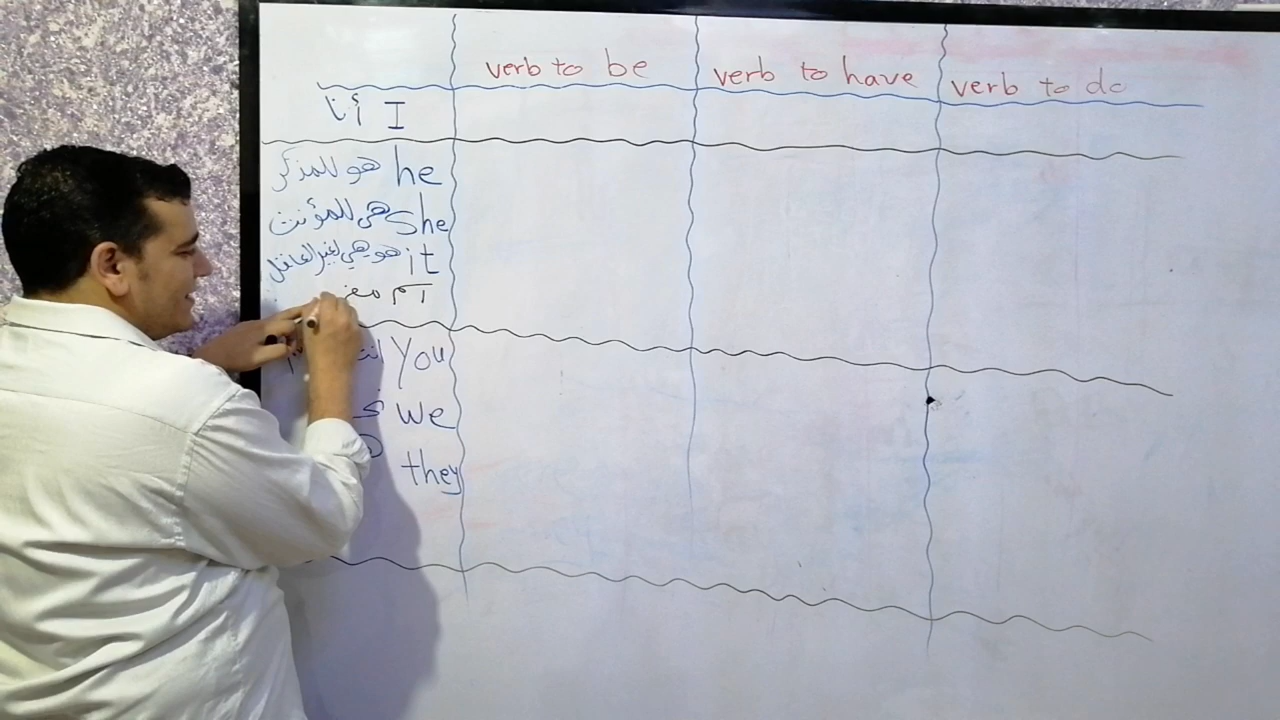 verb to be verb to have verb to do
I أنا
he هو للمذكر
She هي للمؤنث
it هو-هي لغير العاقل
You
We
they